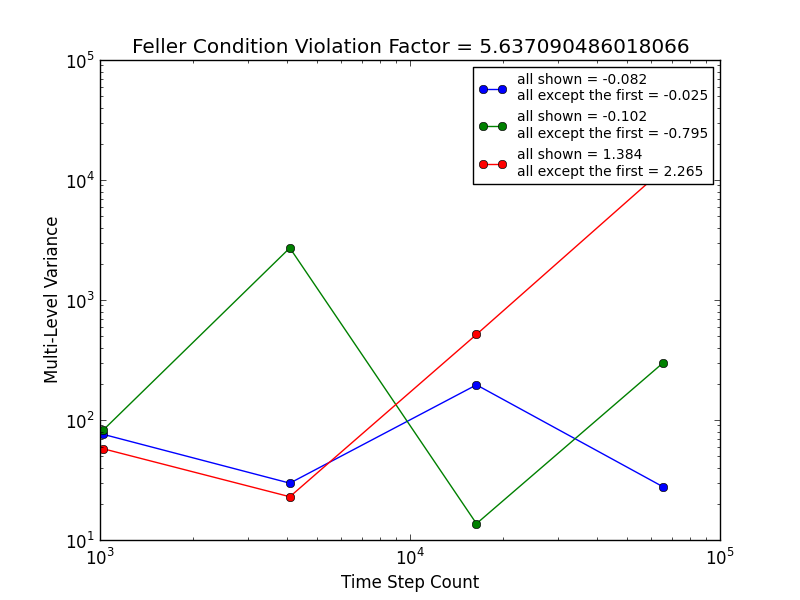 Feller Condition Violation Factor = 5.637090486018066
10^5
all shown = -0.082
all except the first = -0.025
all shown = -0.102
all except the first = -0.795
all shown = 1.384
all except the first = 2.265
10^4
10^3
10^2
10^1
Multi-Level Variance
10^3
10^4
10^5
Time Step Count